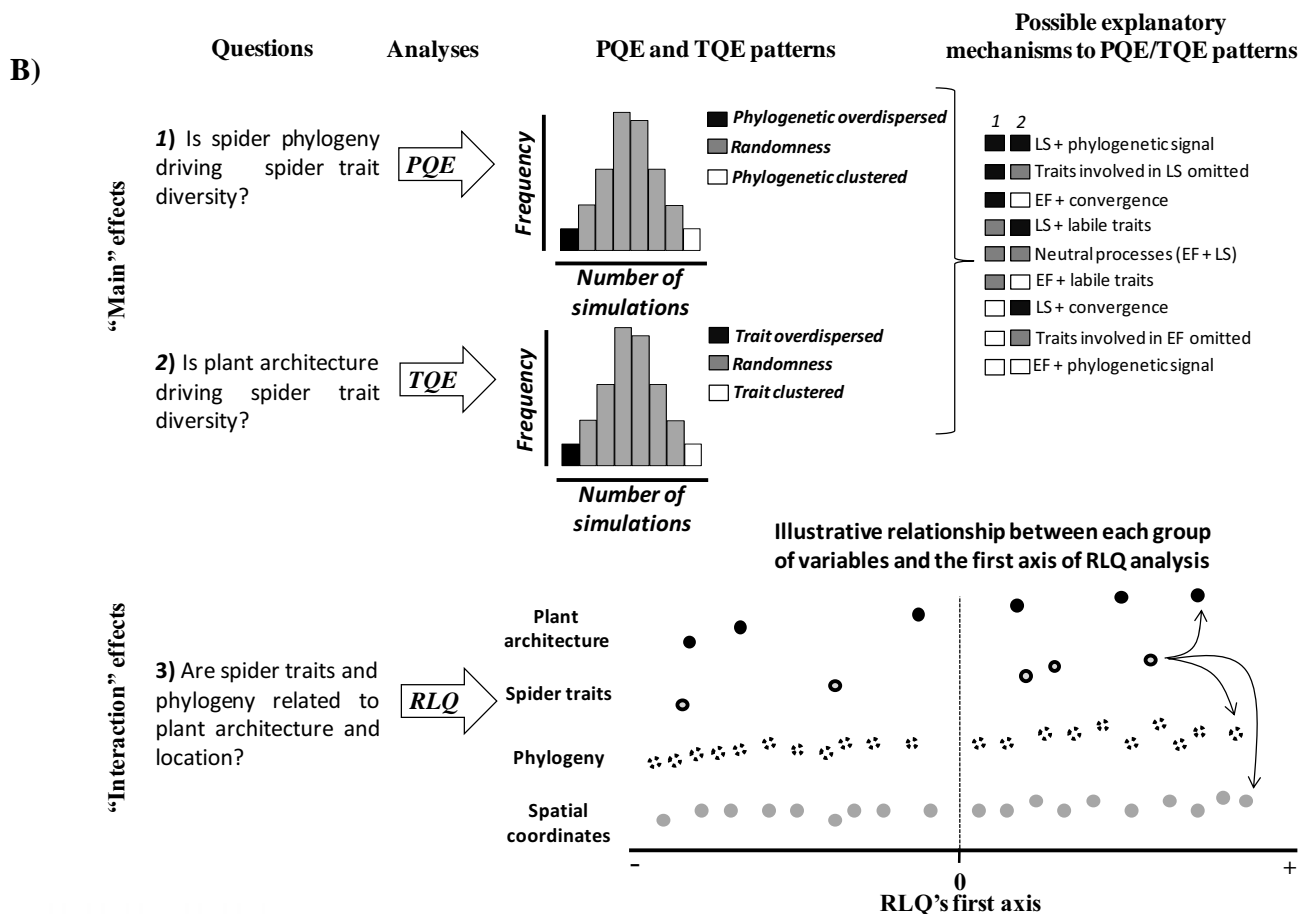 B)
Questions
Analyses
PQE and TQE patterns
Possible explanatory
mechanisms to PQE/TQE patterns
“Main” effects
1) Is spider phylogeny
driving spider trait
diversity?
PQE
Frequency
Number of
simulations
Phylogenetic overdispersed
Randomness
Phylogenetic clustered
2) Is plant architecture
driving spider trait
diversity?
TQE
Frequency
Number of
simulations
Trait overdispersed
Randomness
Trait clustered
1 2
LS + phylogenetic signal
Traits involved in LS omitted
EF + convergence
LS + labile traits
Neutral processes (EF + LS)
EF + labile traits
LS + convergence
Traits involved in EF omitted
EF + phylogenetic signal
“Interaction” effects
3) Are spider traits and
phylogeny related to
plant architecture and
location?
RLQ
Illustrative relationship between each group
of variables and the first axis of RLQ analysis
Plant
architecture
Spider traits
Phylogeny
Spatial
coordinates
- 0 +
RLQ's first axis